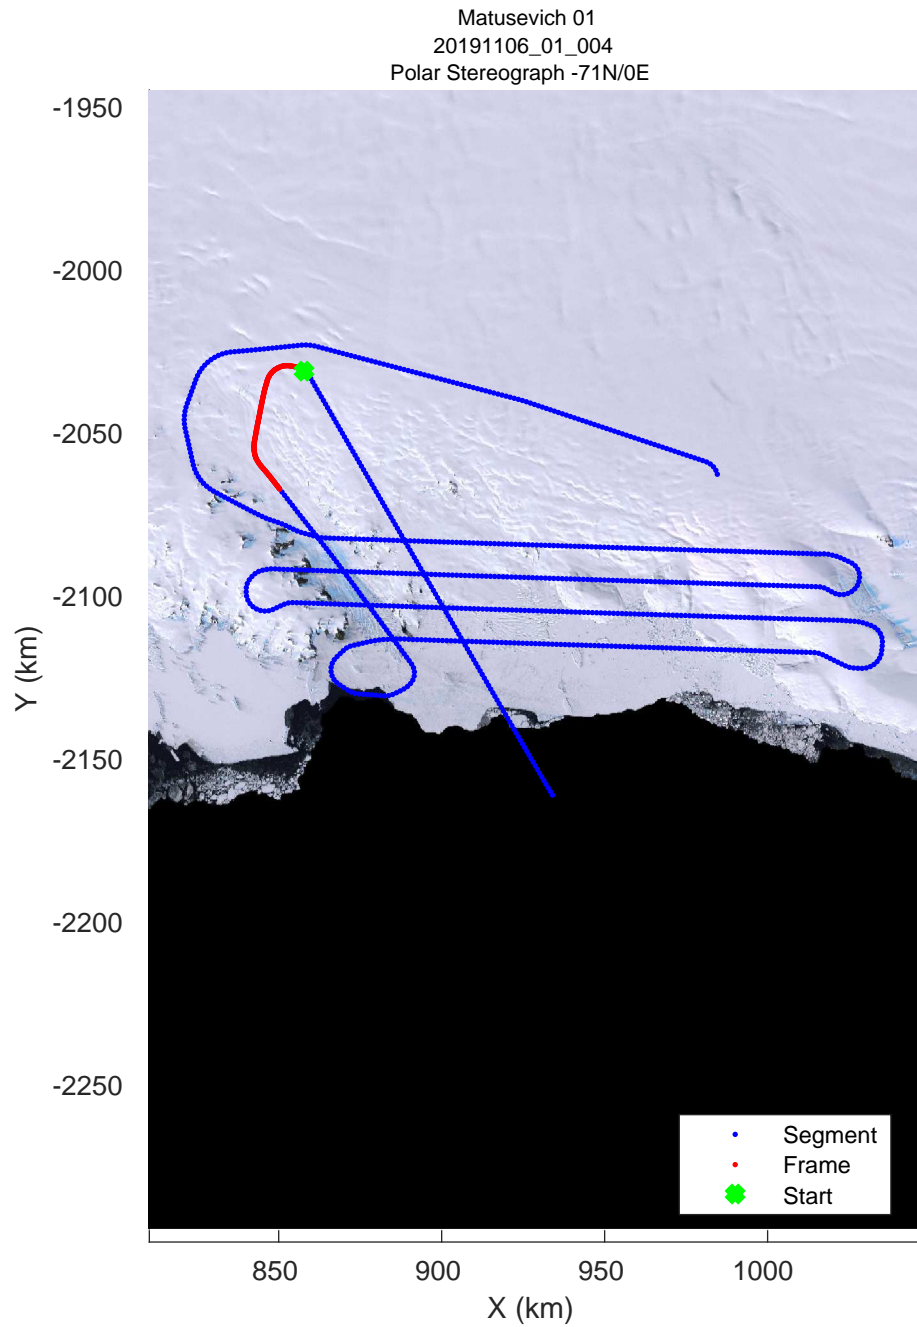 Matusevich 01
20191106_01_004
Polar Stereograph -71N/0E
-1950
-2000
-2050
-2100
-2150
-2200
-2250
Y (km)
Segment
Frame
Start
850
900
950
1000
X (km)